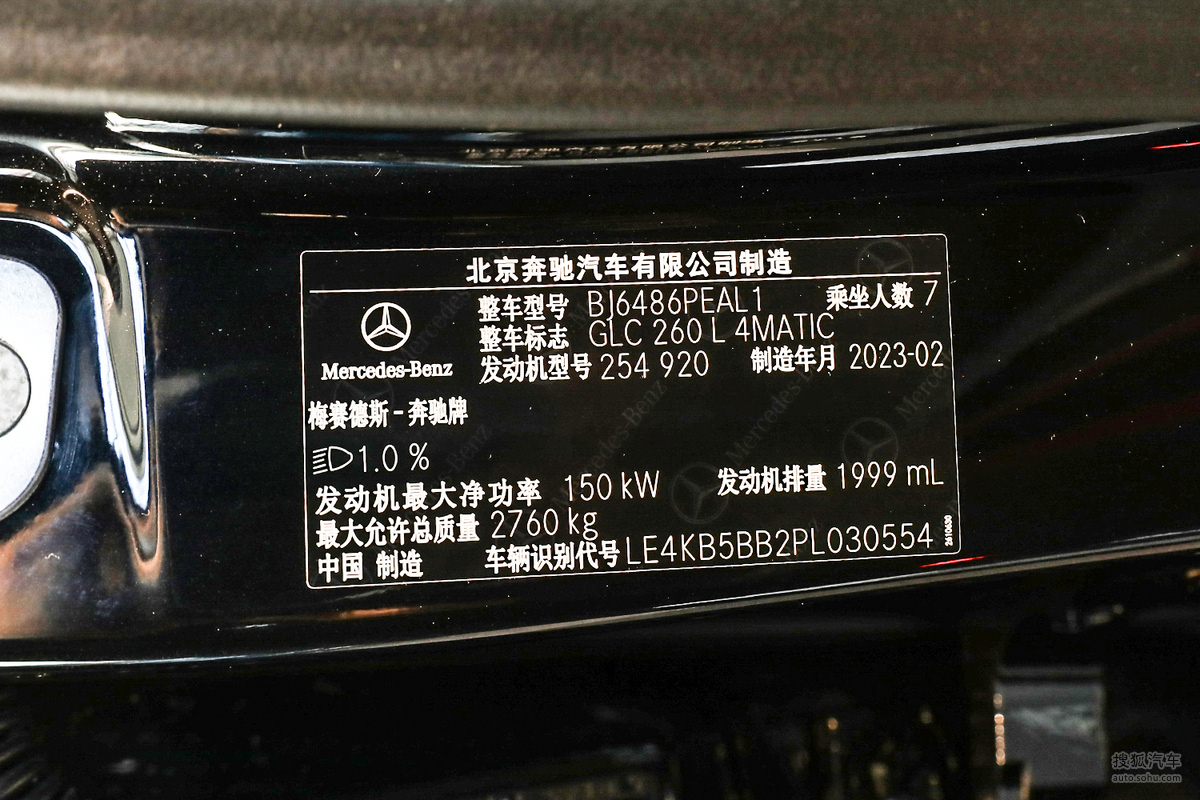 北京奔驰汽车有限公司制造
整车型号 BJ6486PEAL1 乘坐人数 7
整车标志 GLC 260 L 4MATIC
发动机型号 254 920 制造年月 2023-02
Mercedes-Benz
梅赛德斯-奔驰牌
1.0 %
发动机最大净功率 150 kW 发动机排量 1999 mL
最大允许总质量 2760 kg
中国 制造 车辆识别代号 LE4KB5BB2PL030554
2610630
搜狐汽车
auto.sohu.com